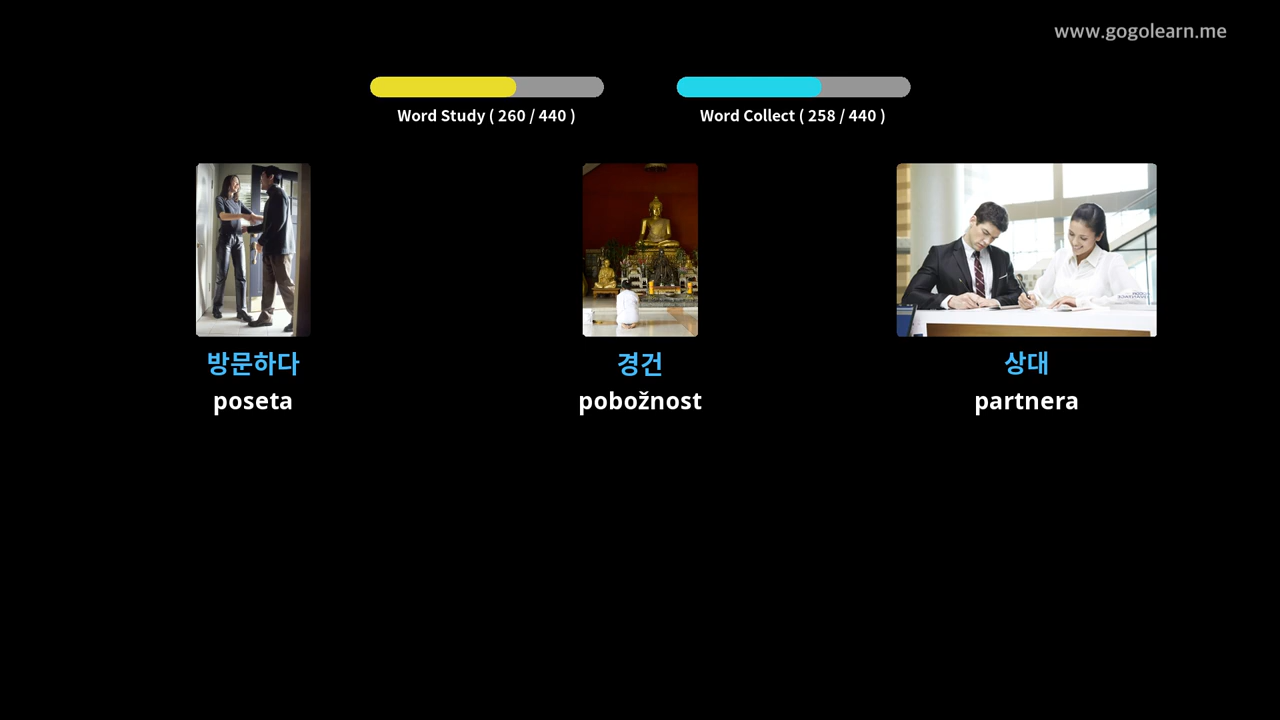 www.gogolearn.me
Word Study ( 260 / 440 )
Word Collect ( 258 / 440 )
방문하다
경건
상대
poseta
pobožnost
partnera